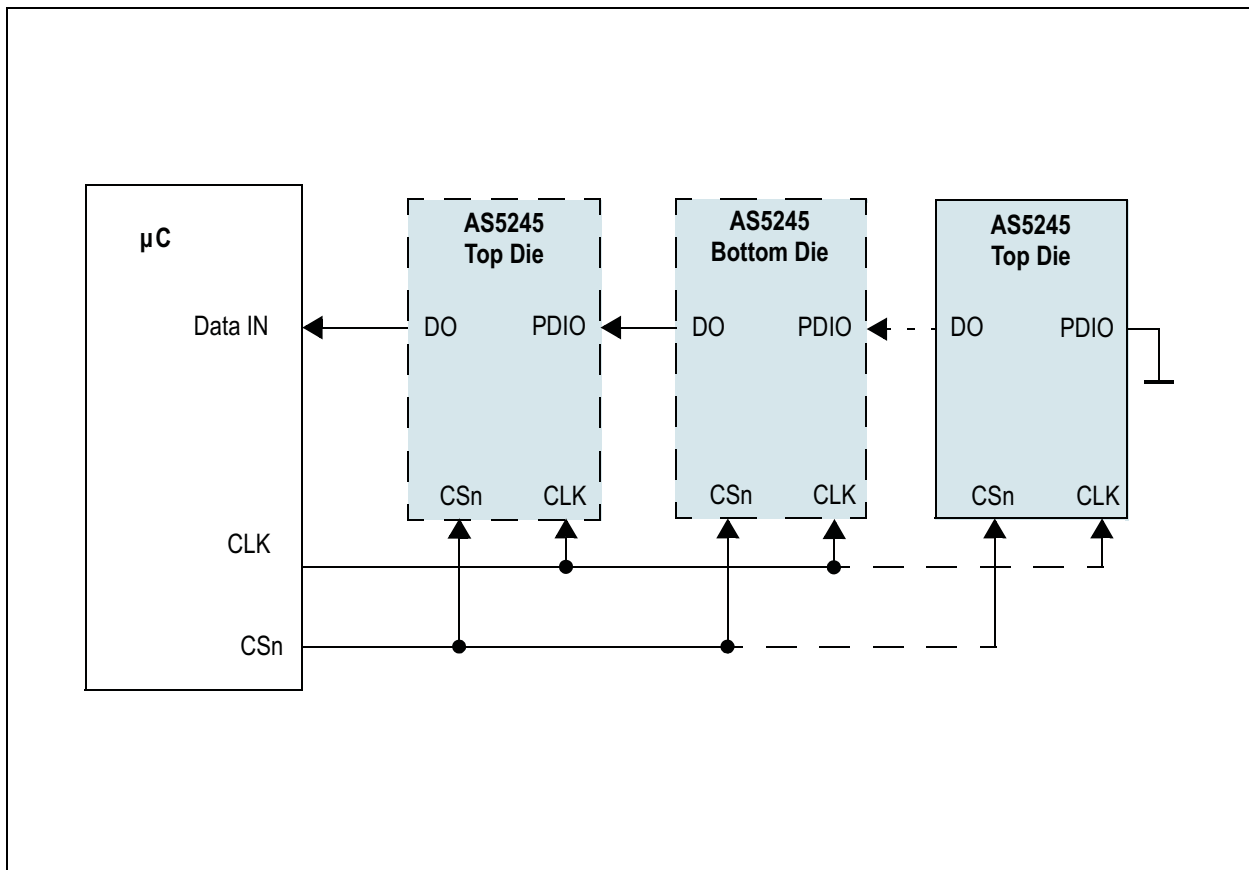 µC
Data IN
CLK
CSn
AS5245
Top Die
DO PDIO
CSn CLK
AS5245
Bottom Die
DO PDIO
CSn CLK
AS5245
Top Die
DO PDIO
CSn CLK